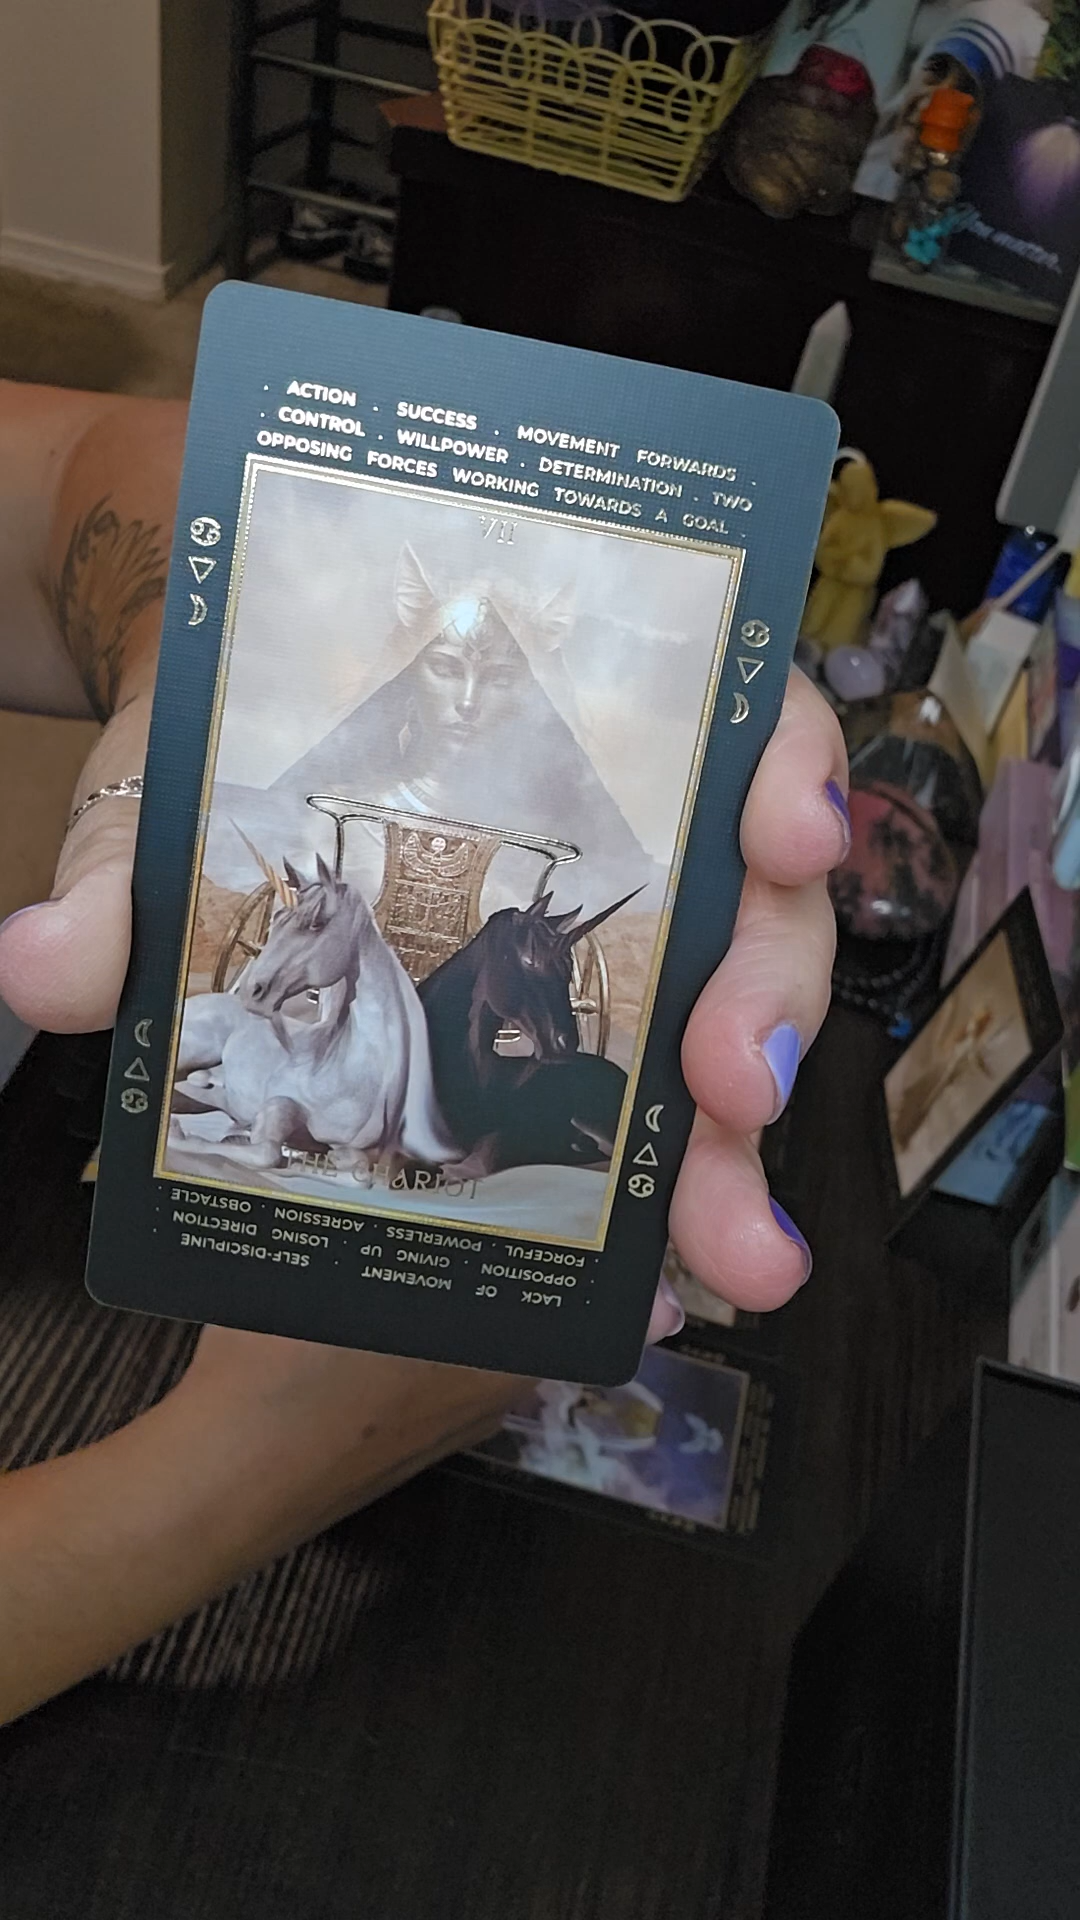 · ACTION · SUCCESS · MOVEMENT FORWARDS ·
· CONTROL · WILLPOWER · DETERMINATION · TWO
OPPOSING FORCES WORKING TOWARDS A GOAL ·
VII
THE CHARIOT
· LACK OF MOVEMENT · SELF-DISCIPLINE
· OPPOSITION · GIVING UP · LOSING DIRECTION ·
· FORCEFUL · POWERLESS · AGRESSION · OBSTACLE ·